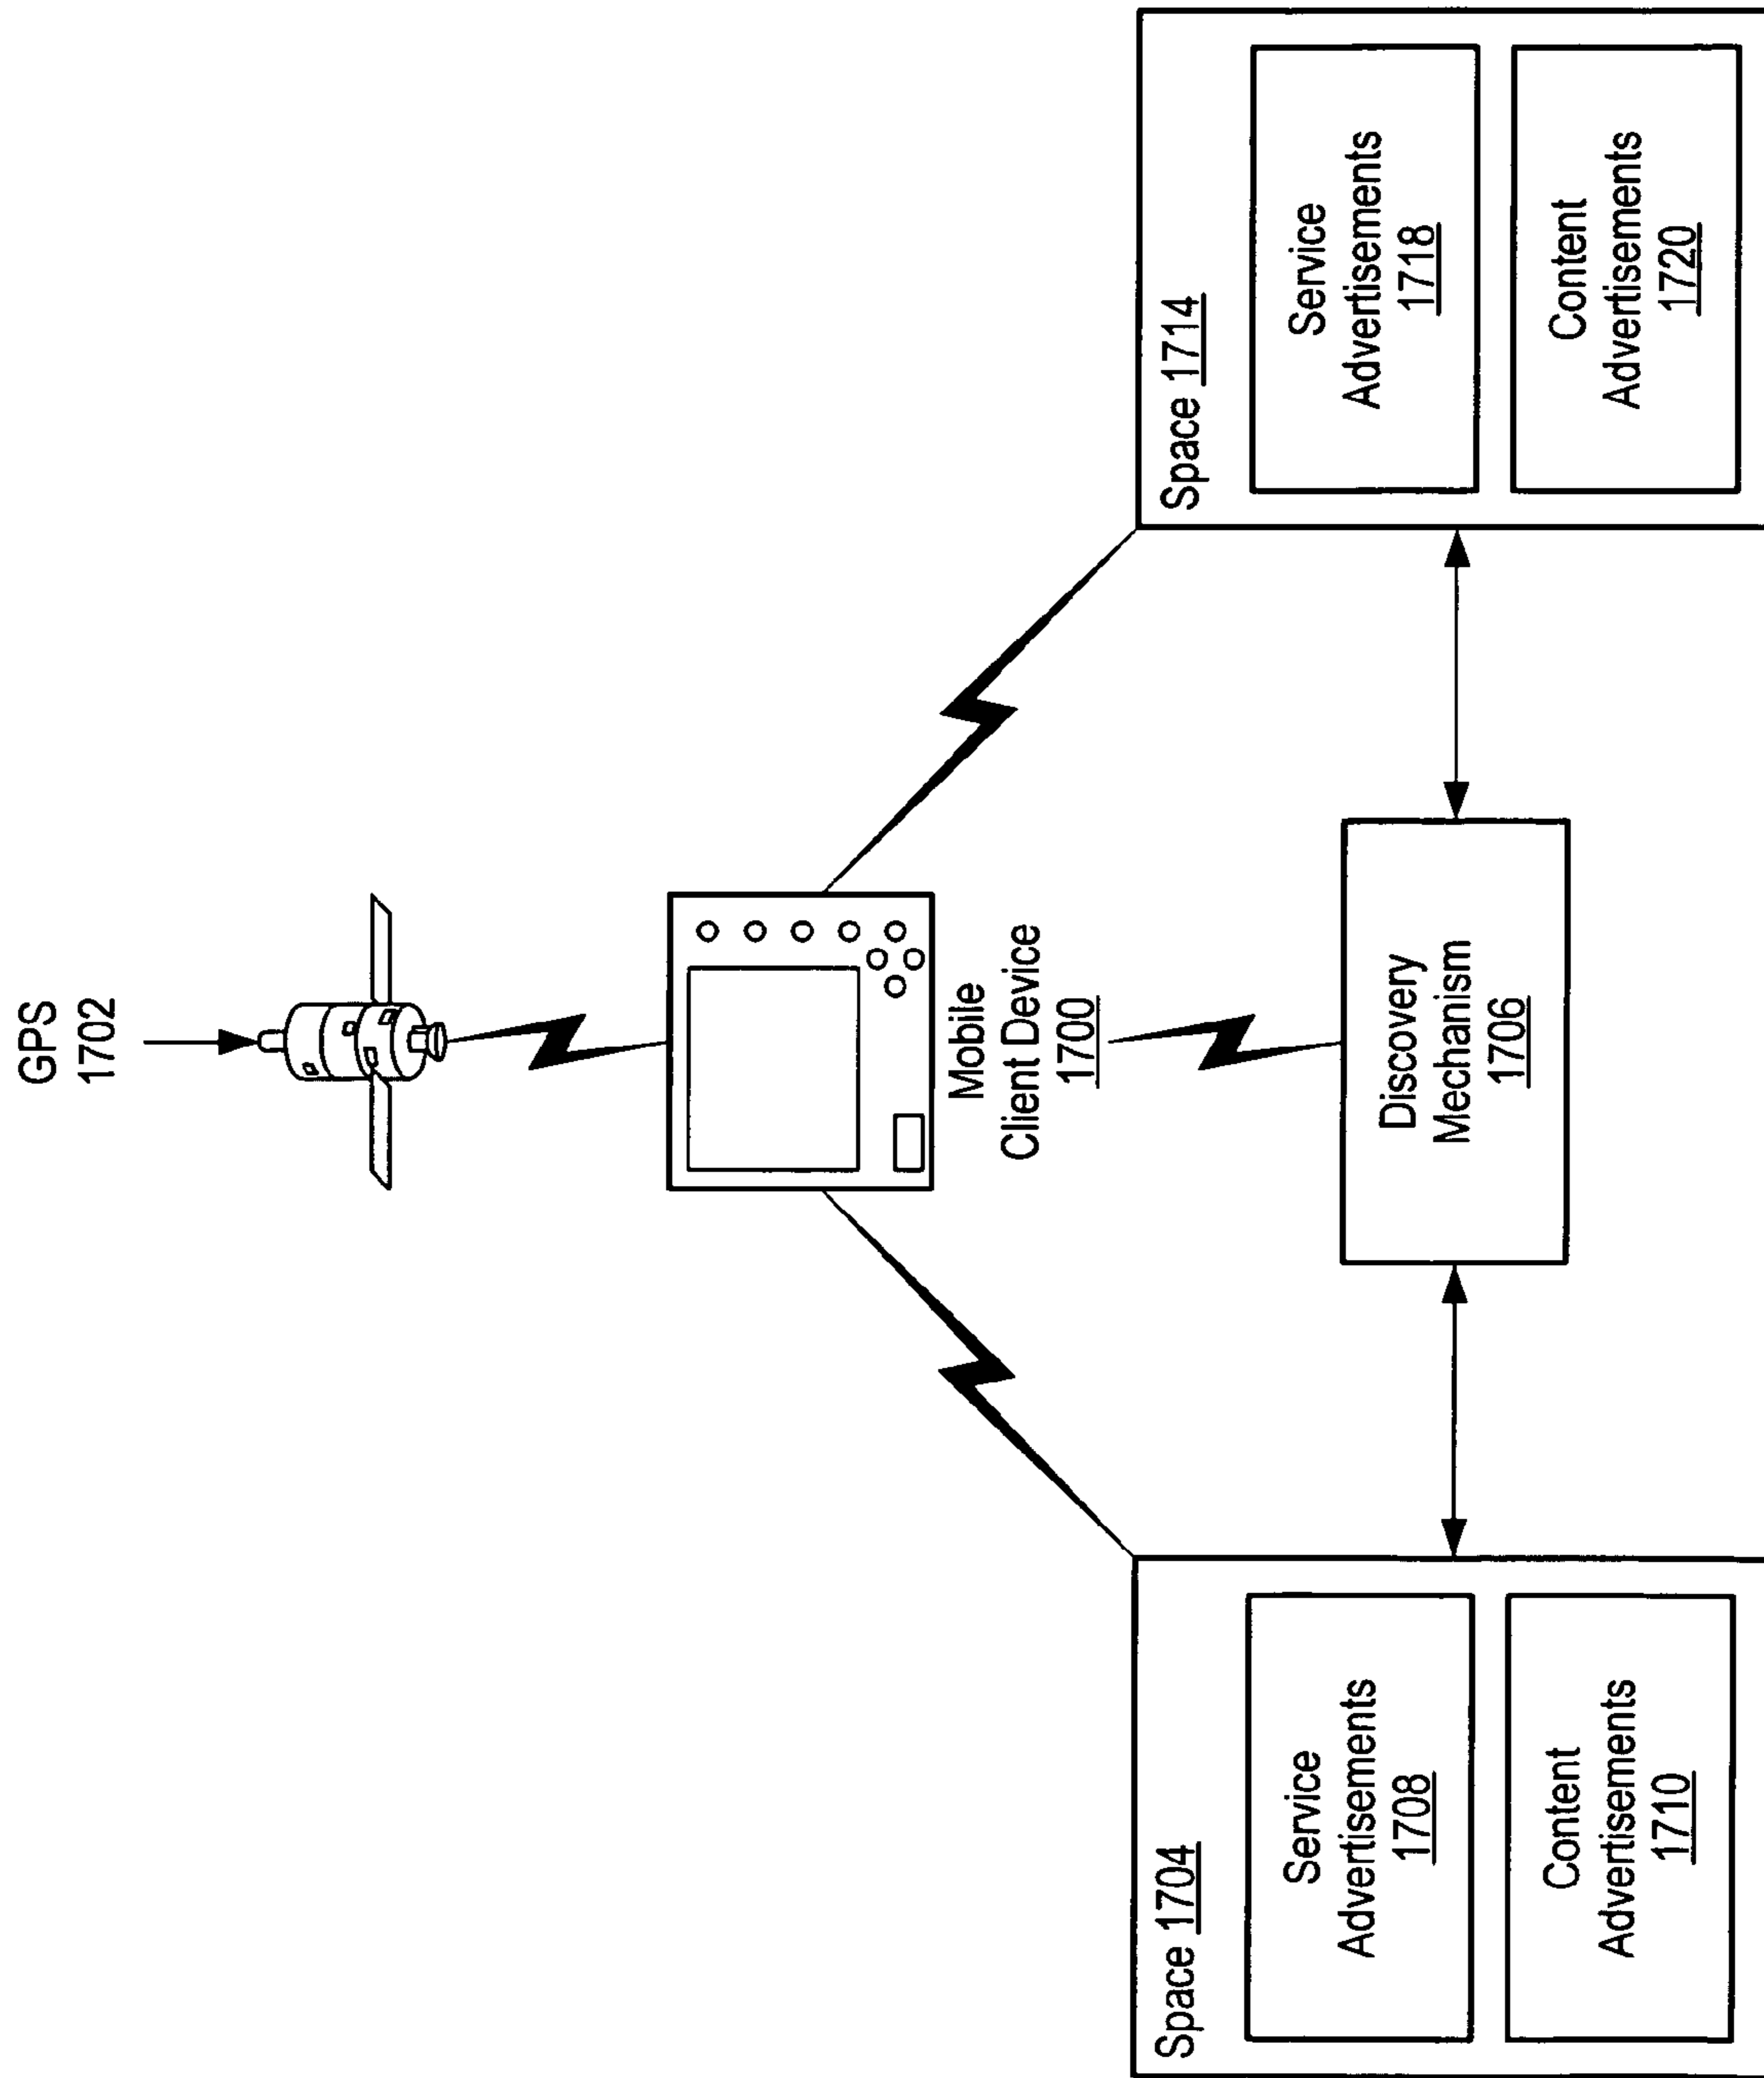 GPS
1702
Mobile
Client Device
1700
Discovery
Mechanism
1706
Space 1704
Service
Advertisements
1708
Content
Advertisements
1710
Space 1714
Service
Advertisements
1718
Content
Advertisements
1720